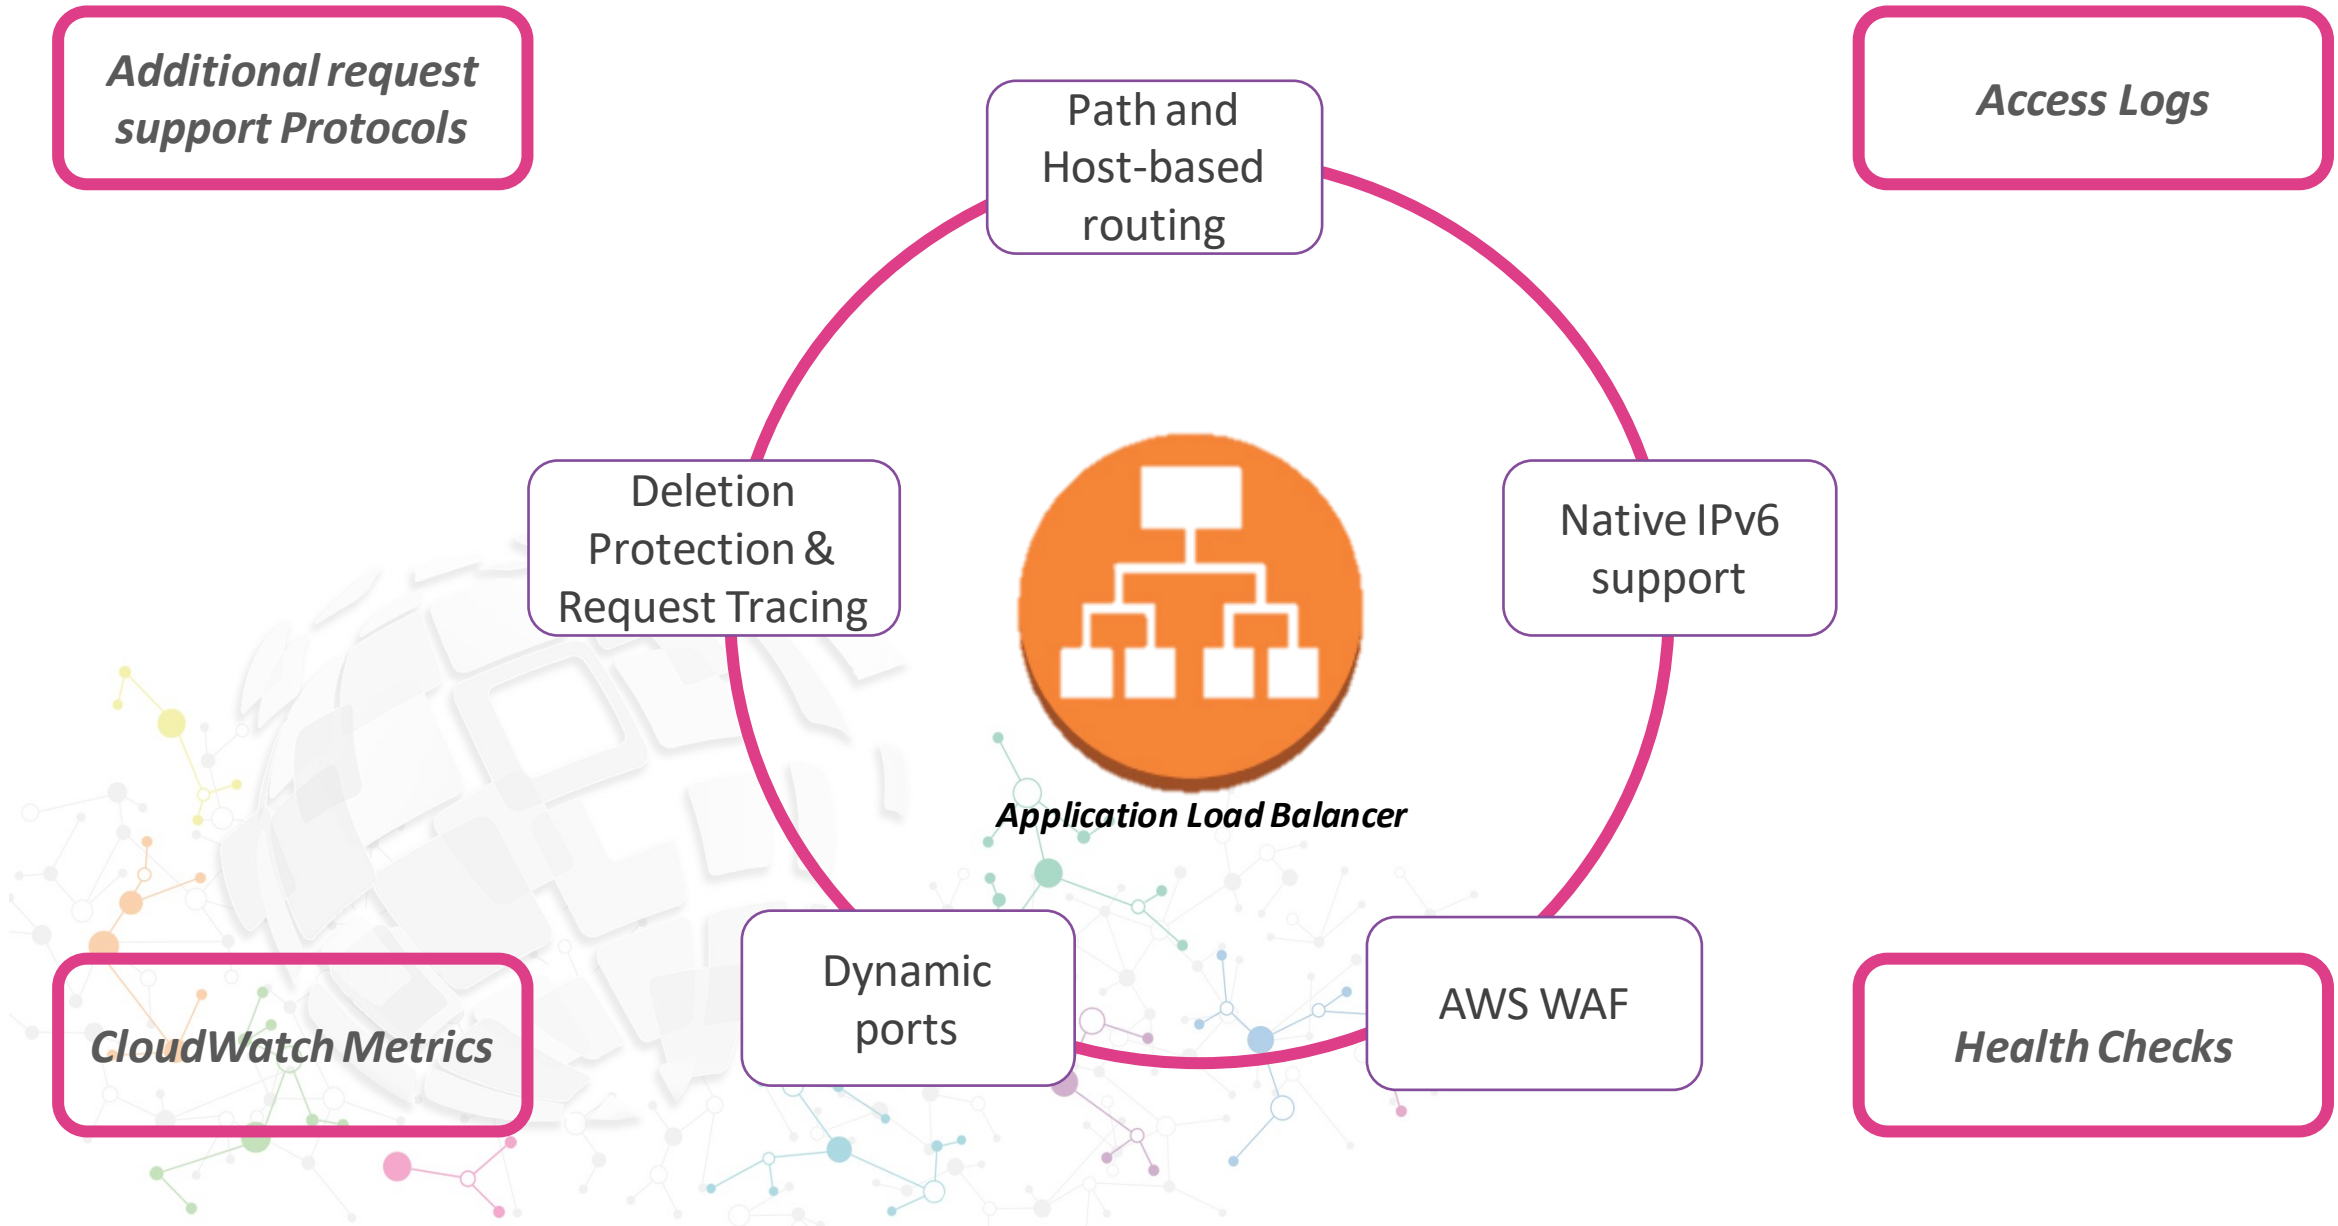 Additional request
support Protocols
Access Logs
Path and
Host-based
routing
Deletion
Protection &
Request Tracing
Native IPv6
support
Application Load Balancer
Dynamic
ports
AWS WAF
CloudWatch Metrics
Health Checks